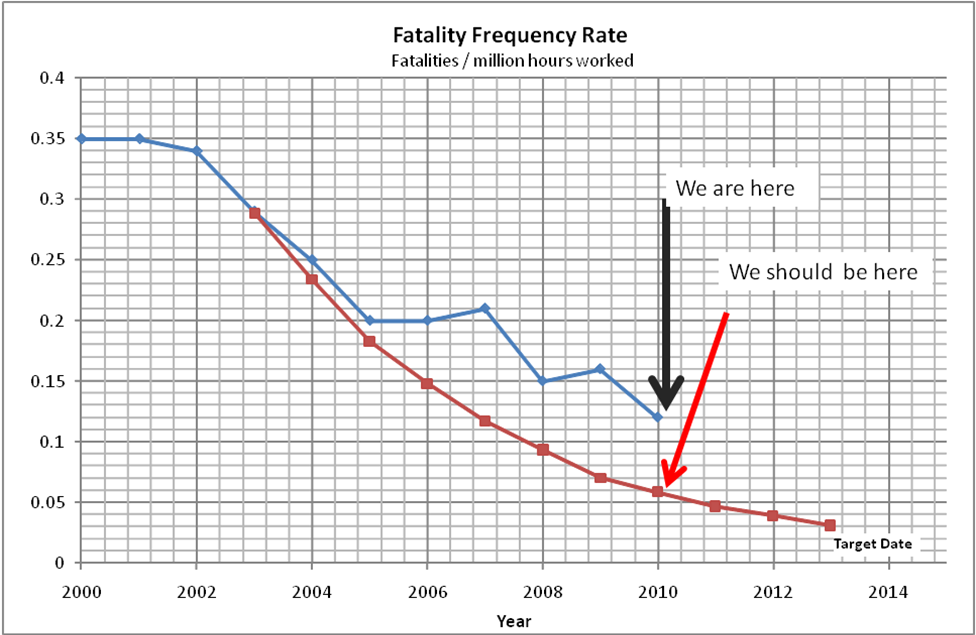 Fatality Frequency Rate
Fatalities / million hours worked
0.4
0.35
0.3
0.25
0.2
0.15
0.1
0.05
0
We are here
We should be here
Target Date
2000 2002 2004 2006 2008 2010 2012 2014
Year